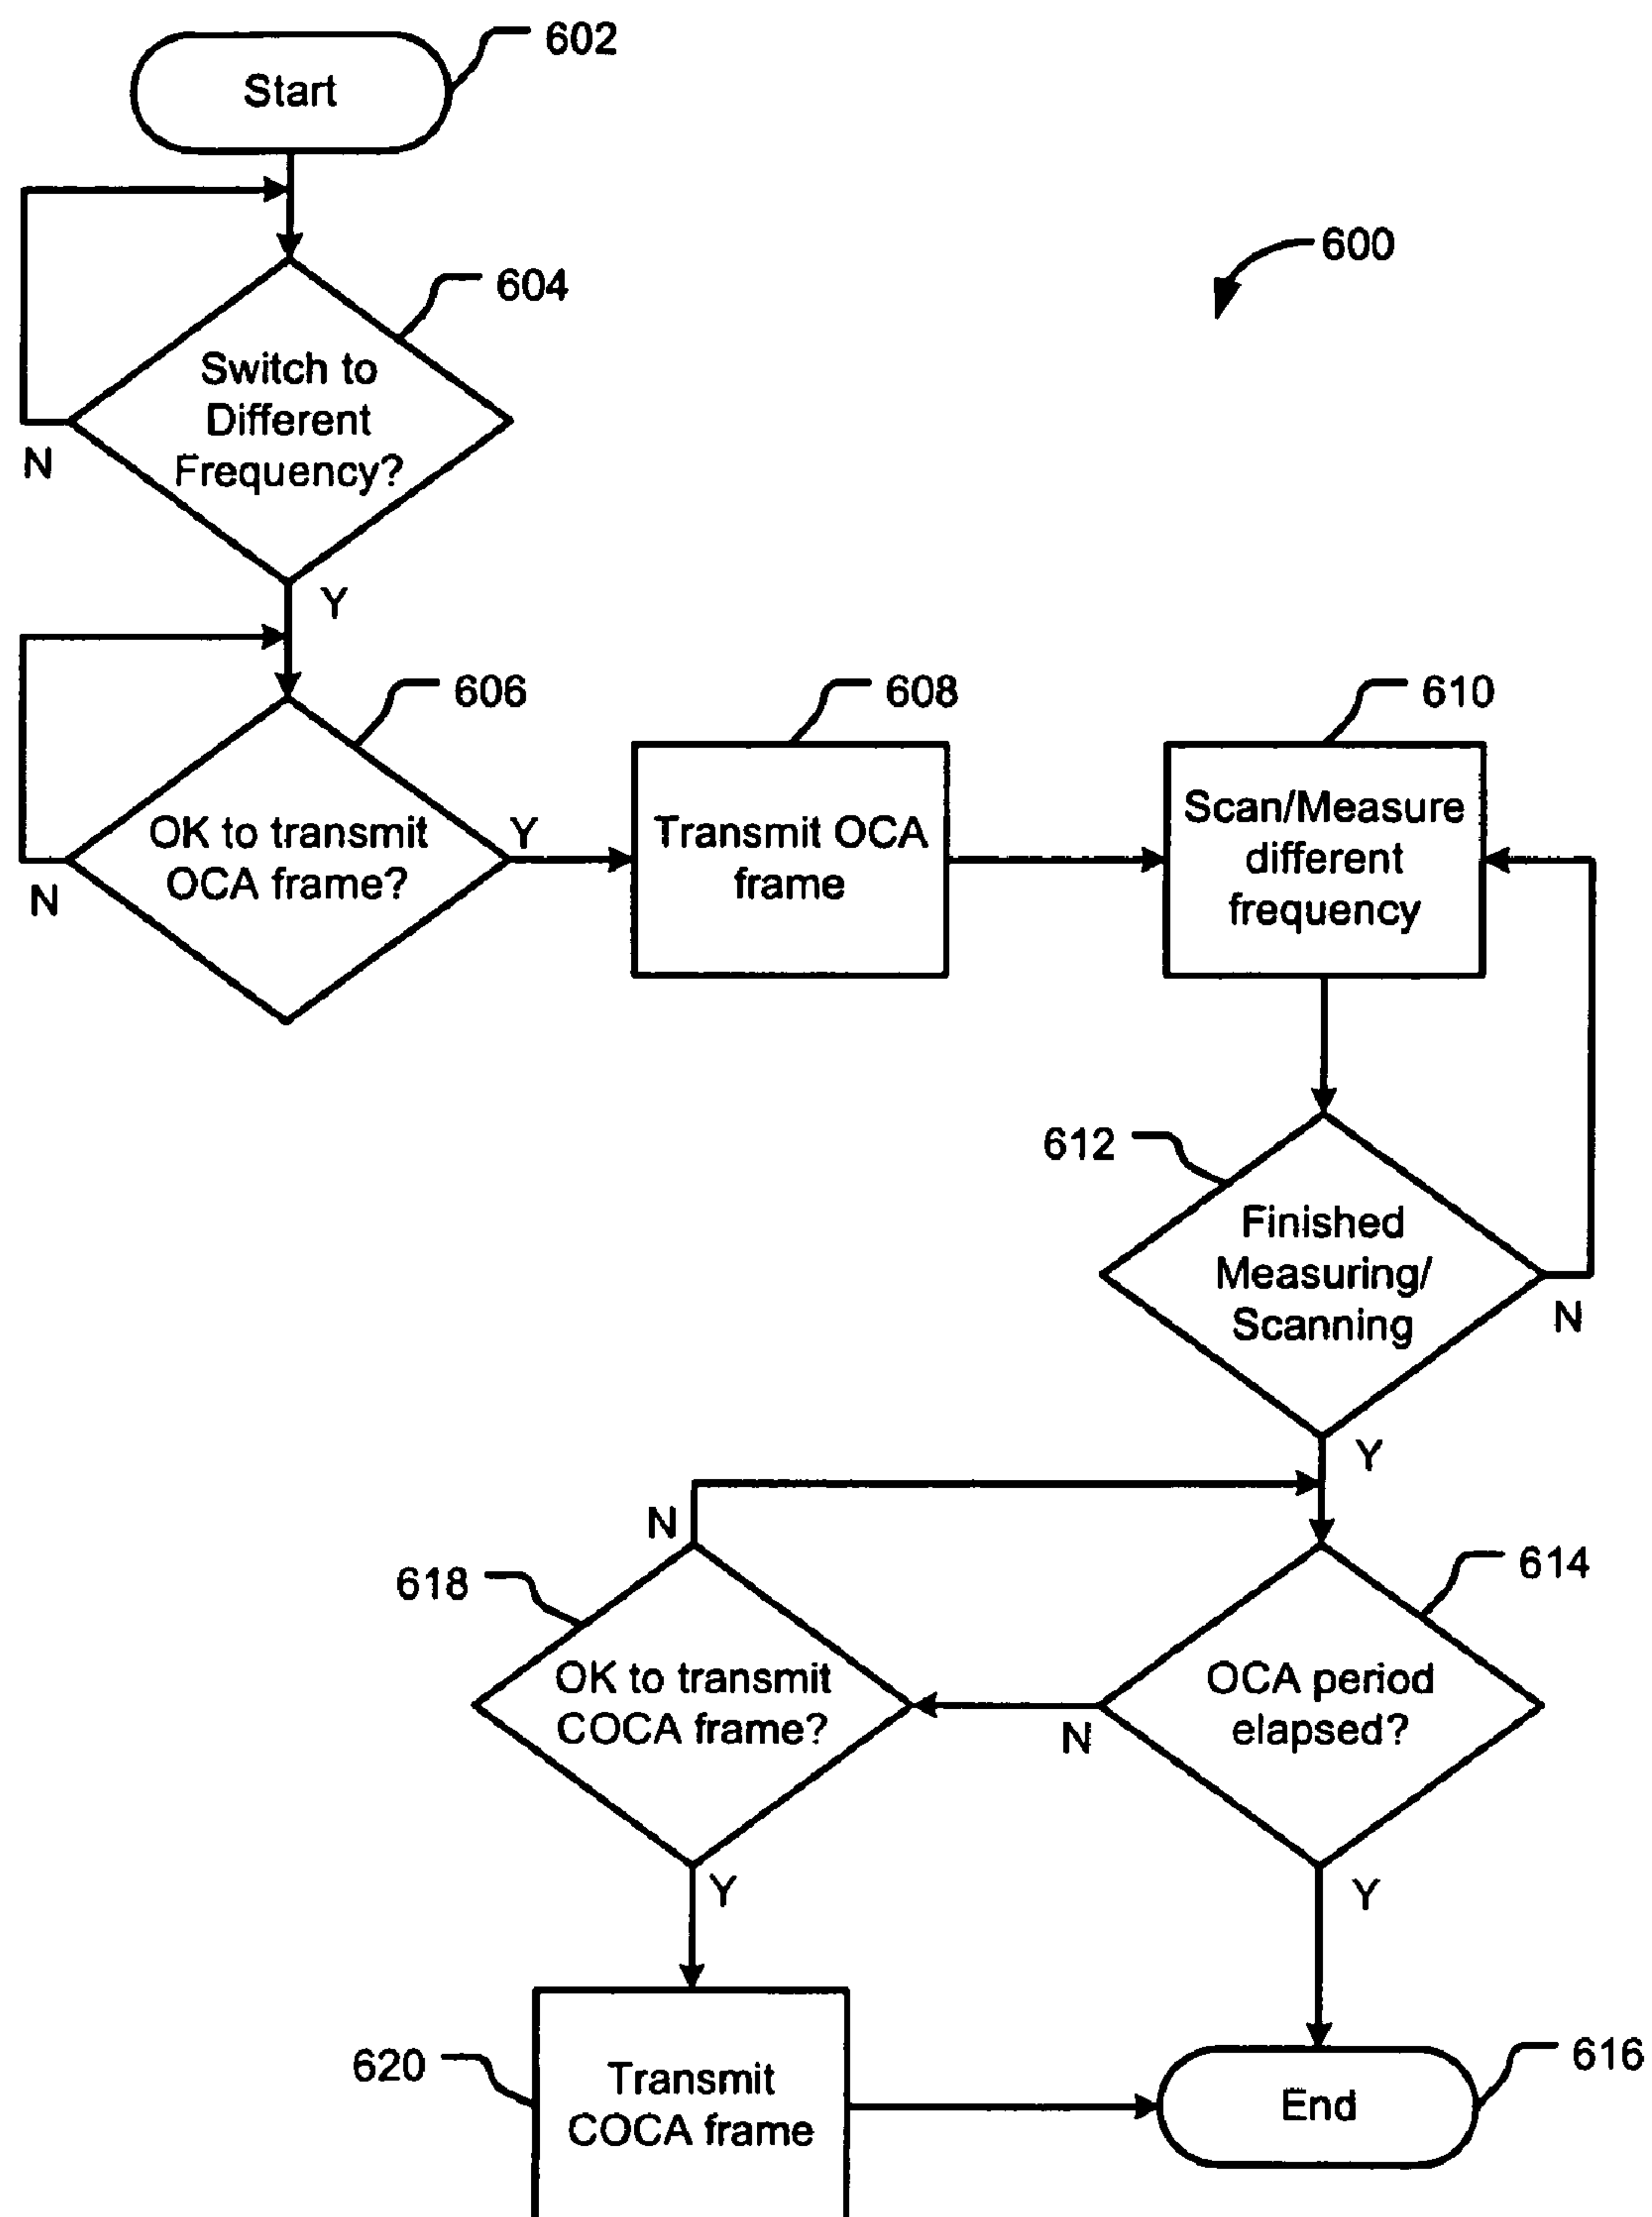 602
Start
600
604
Switch to
Different
Frequency?
N
Y
606
608
610
OK to transmit
OCA frame?
Y
N
Transmit OCA
frame
Scan/Measure
different
frequency
612
Finished
Measuring/
Scanning
N
Y
N
618
614
OK to transmit
COCA frame?
N
OCA period
elapsed?
Y
Y
620
Transmit
COCA frame
616
End